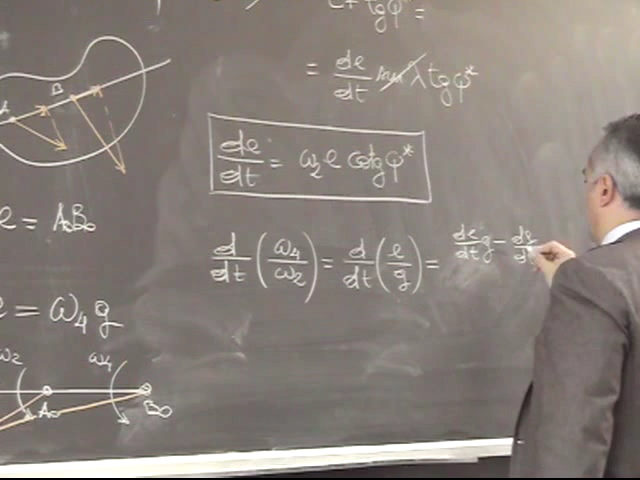 tgφ* =
= de/dt λ tgφ*
A B
de/dt = ω₂ e cotgφ*
e = A₀B₀
d/dt (ω₄/ω₂) = d/dt (e/g) = de/dt g - de/dt
e = ω₄ g
ω₂ ω₄
A₀ B₀